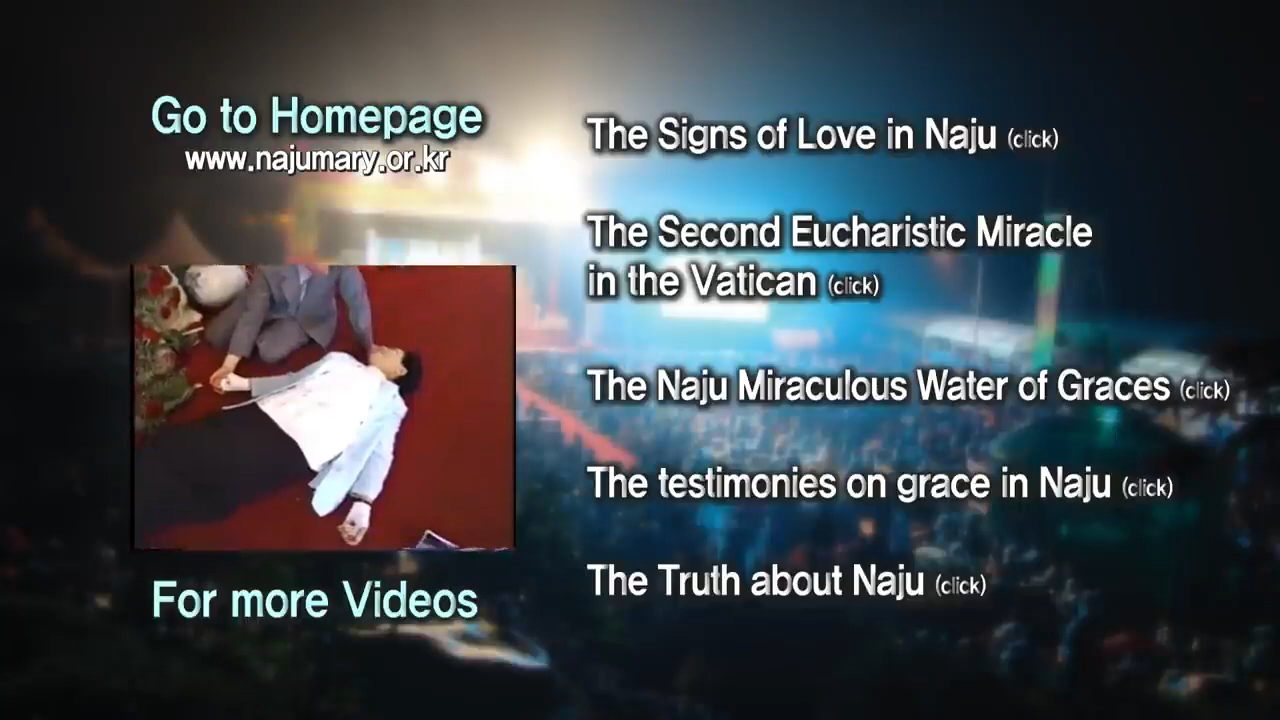 Go to Homepage
www.najumary.or.kr
For more Videos
The Signs of Love in Naju (click)
The Second Eucharistic Miracle
in the Vatican (click)
The Naju Miraculous Water of Graces (click)
The testimonies on grace in Naju (click)
The Truth about Naju (click)